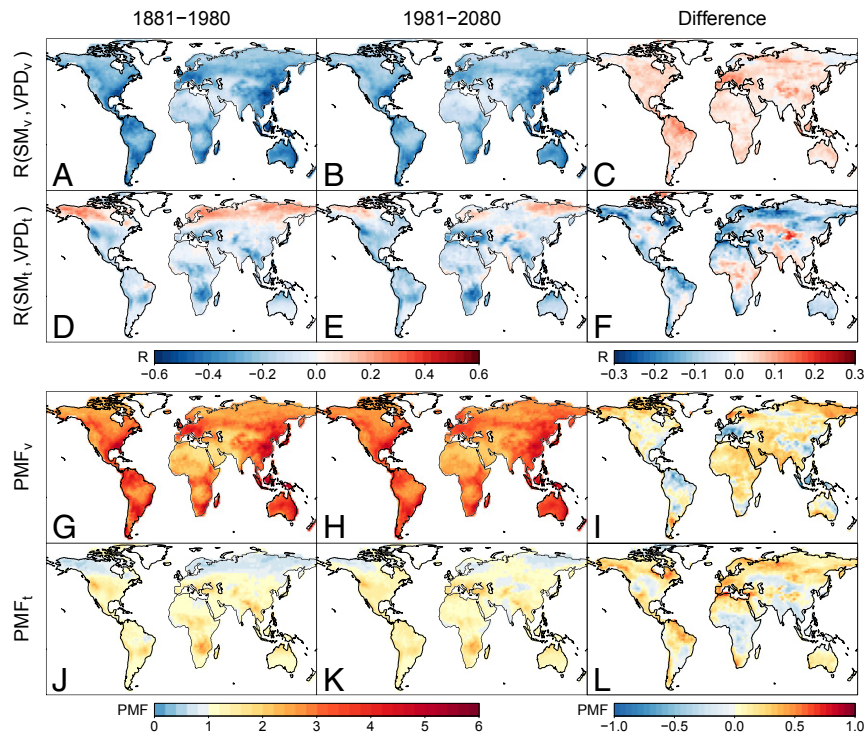 1881−1980 1981−2080 Difference
R(SMv,VPDv) A B C
R(SMt,VPDt) D E F
R −0.6 −0.4 −0.2 0.0 0.2 0.4 0.6 R −0.3 −0.2 −0.1 0.0 0.1 0.2 0.3
PMFv G H I
PMFt J K L
PMF 0 1 2 3 4 5 6 PMF −1.0 −0.5 0.0 0.5 1.0